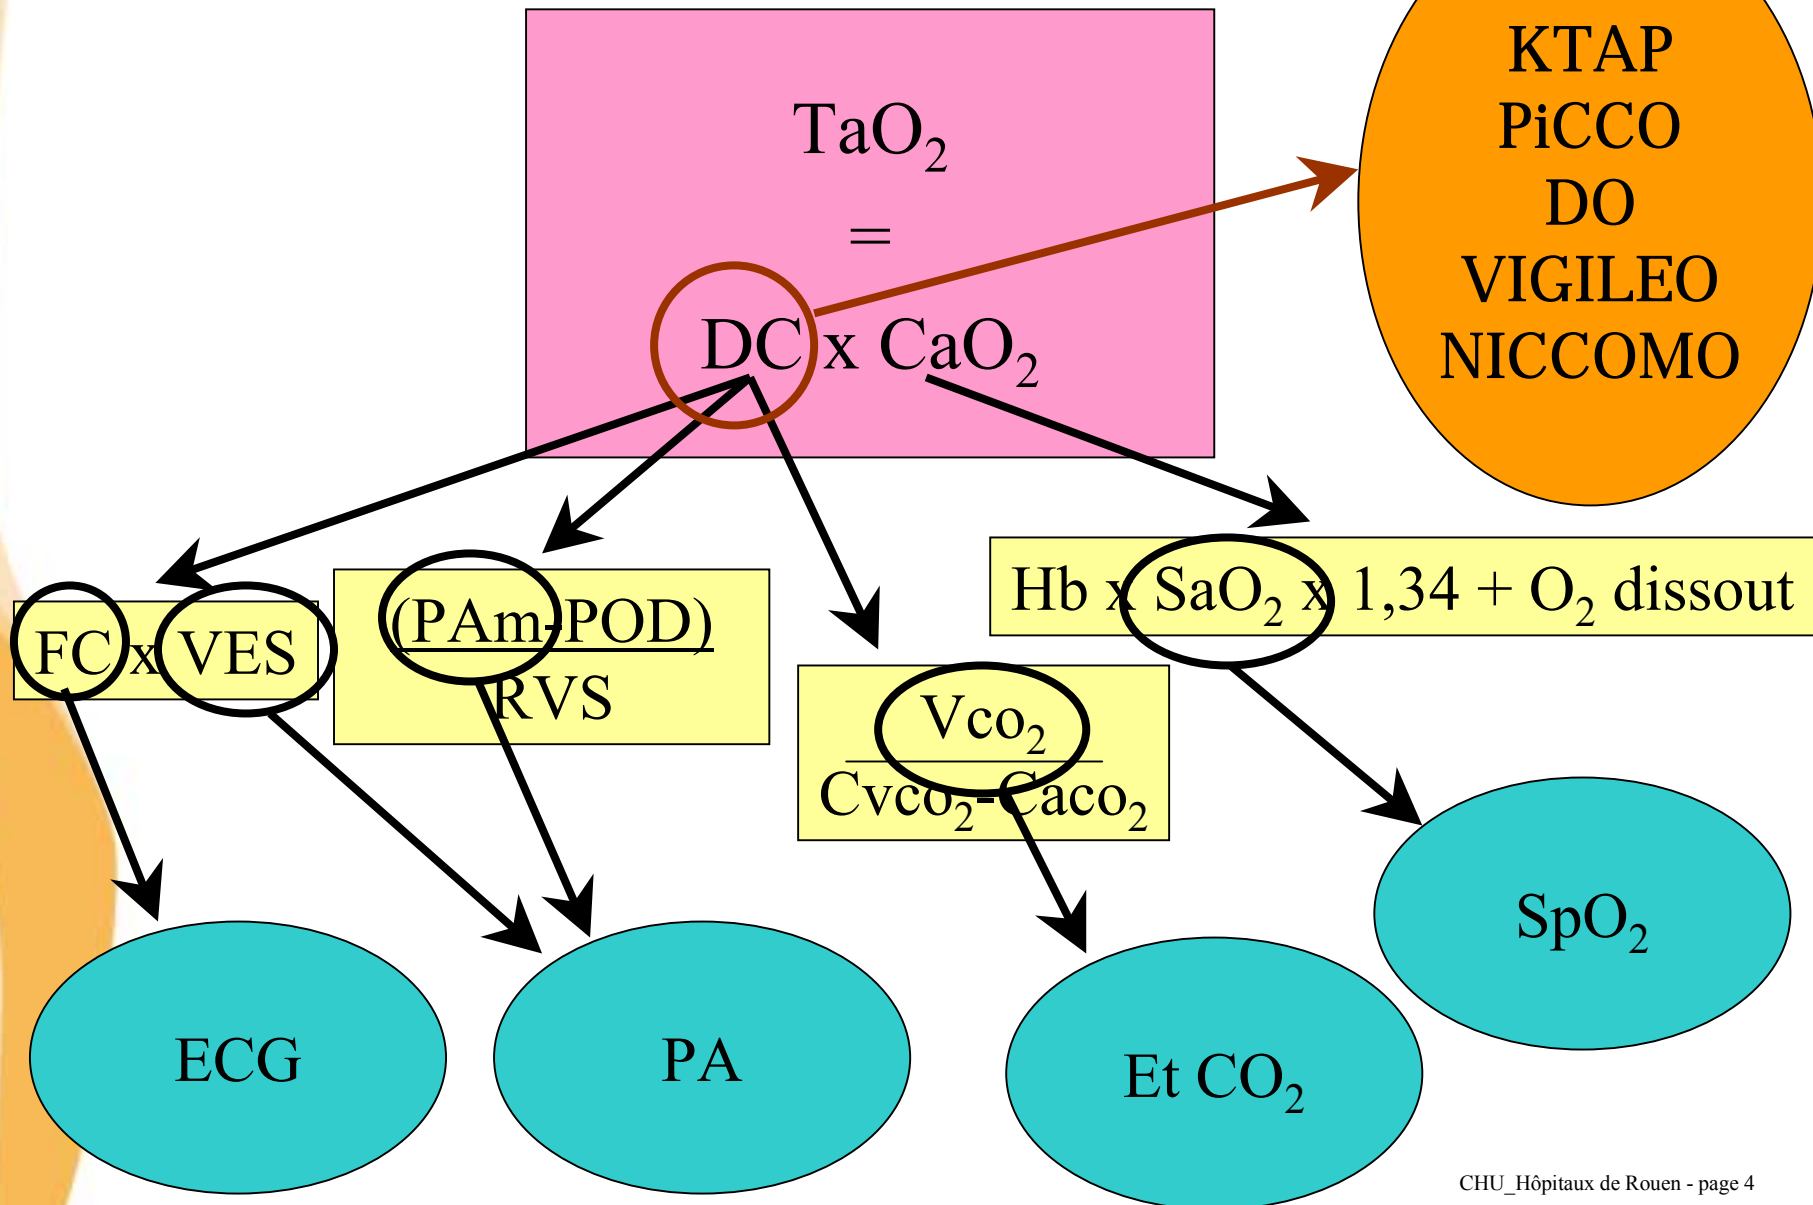 TaO₂
=
DC x CaO₂
KTAP
PiCCO
DO
VIGILEO
NICCOMO
FC x VES
(PAm-POD)
RVS
Vco₂
Cvco₂-Caco₂
Hb x SaO₂ x 1,34 + O₂ dissout
ECG
PA
Et CO₂
SpO₂
CHU_Hôpitaux de Rouen - page 4